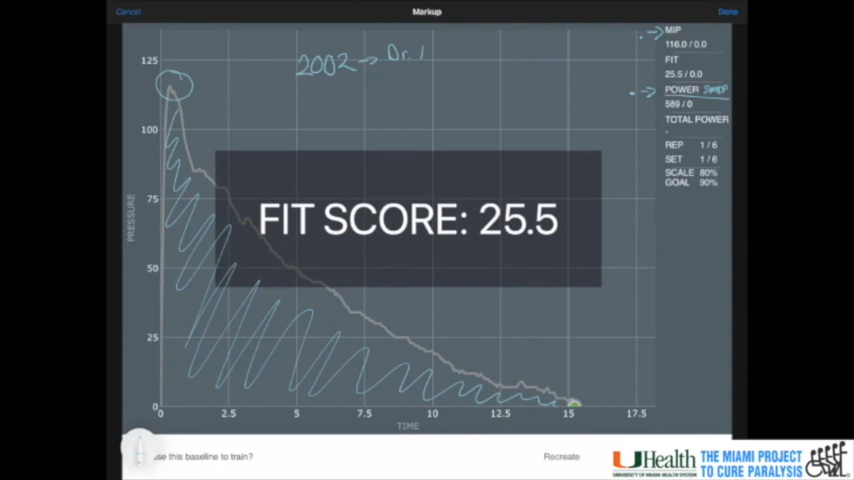 Cancel
Markup
Done
MIP
116.0 / 0.0
FIT
25.5 / 0.0
POWER SMIP
589 / 0
TOTAL POWER
-
REP 1 / 6
SET 1 / 6
SCALE 80%
GOAL 90%
2002 → Dr. 1
125
100
75
50
25
0
PRESSURE
FIT SCORE: 25.5
0 2.5 5 7.5 10 12.5 15 17.5
TIME
use this baseline to train?
Recreate
UHealth
UNIVERSITY OF MIAMI HEALTH SYSTEM
THE MIAMI PROJECT
TO CURE PARALYSIS